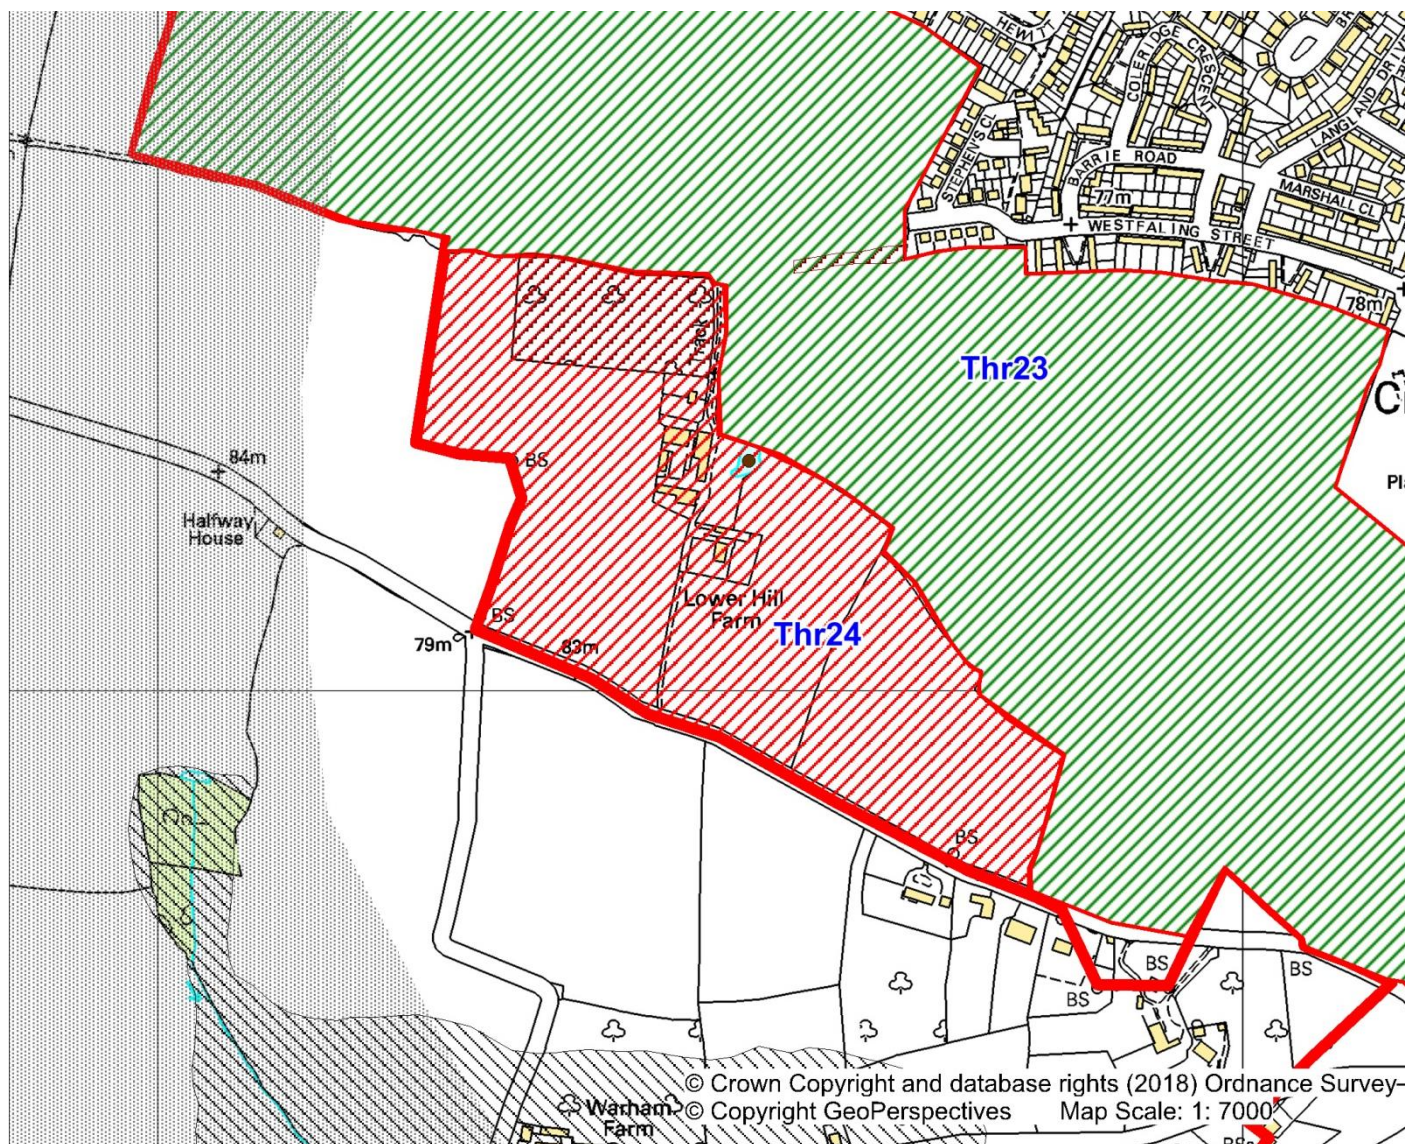 HEWIT
COLERIDGE CRESCENT
LANGLAND DRIVE
STEPHEN'S CL
BARRIE ROAD
MARSHALL CL
77m
WESTFALING STREET
78m
Track
Thr23
84m
BS
Halfway
House
Lower Hill
Farm
BS
Thr24
79m
83m
BS
BS
BS
BS
© Crown Copyright and database rights (2018) Ordnance Survey
© Copyright GeoPerspectives Map Scale: 1: 7000
Warham
Farm